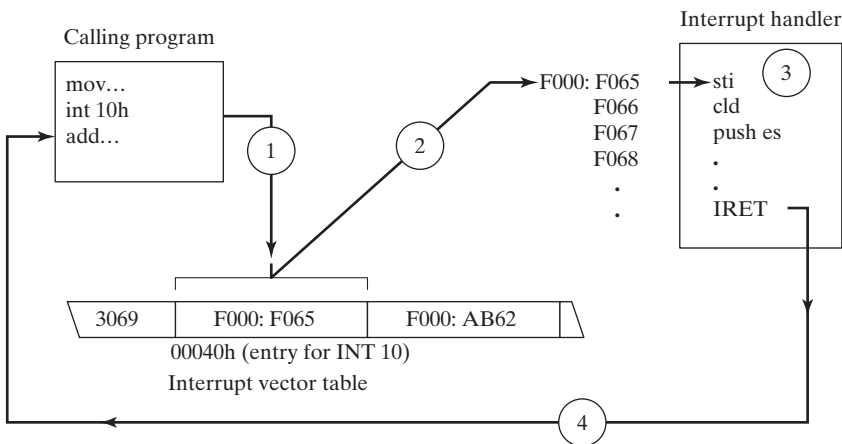 Interrupt handler
Calling program
mov...
int 10h
add...
1
2
F000: F065
F066
F067
F068
.
.
3
sti
cld
push es
.
.
IRET
3069
F000: F065
F000: AB62
00040h (entry for INT 10)
Interrupt vector table
4